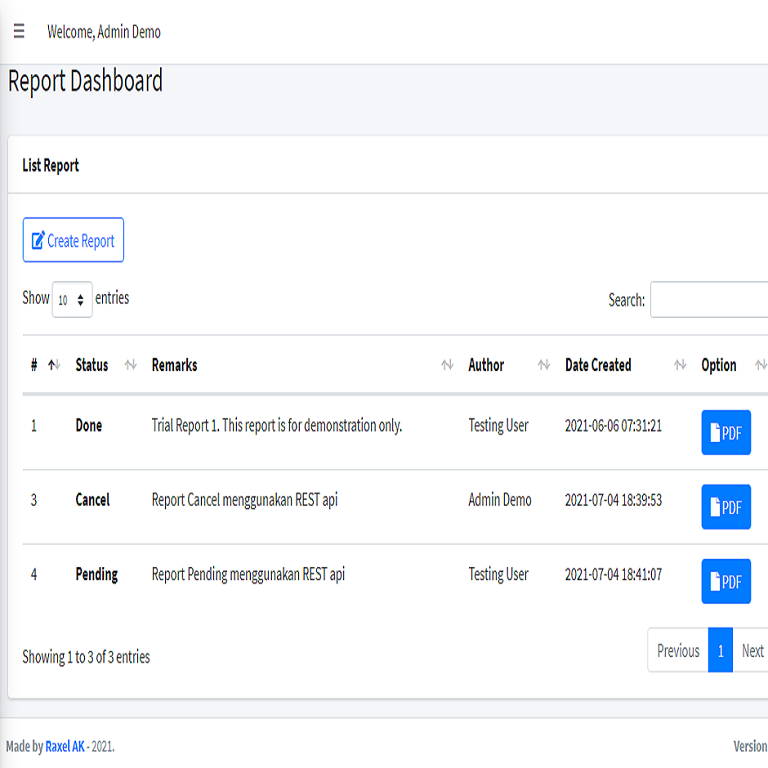 Welcome, Admin Demo
Report Dashboard
List Report
Create Report
Show 10 entries Search:
# Status Remarks Author Date Created Option
1 Done Trial Report 1. This report is for demonstration only. Testing User 2021-06-06 07:31:21 PDF
3 Cancel Report Cancel menggunakan REST api Admin Demo 2021-07-04 18:39:53 PDF
4 Pending Report Pending menggunakan REST api Testing User 2021-07-04 18:41:07 PDF
Showing 1 to 3 of 3 entries Previous 1 Next
Made by Raxel AK - 2021. Version